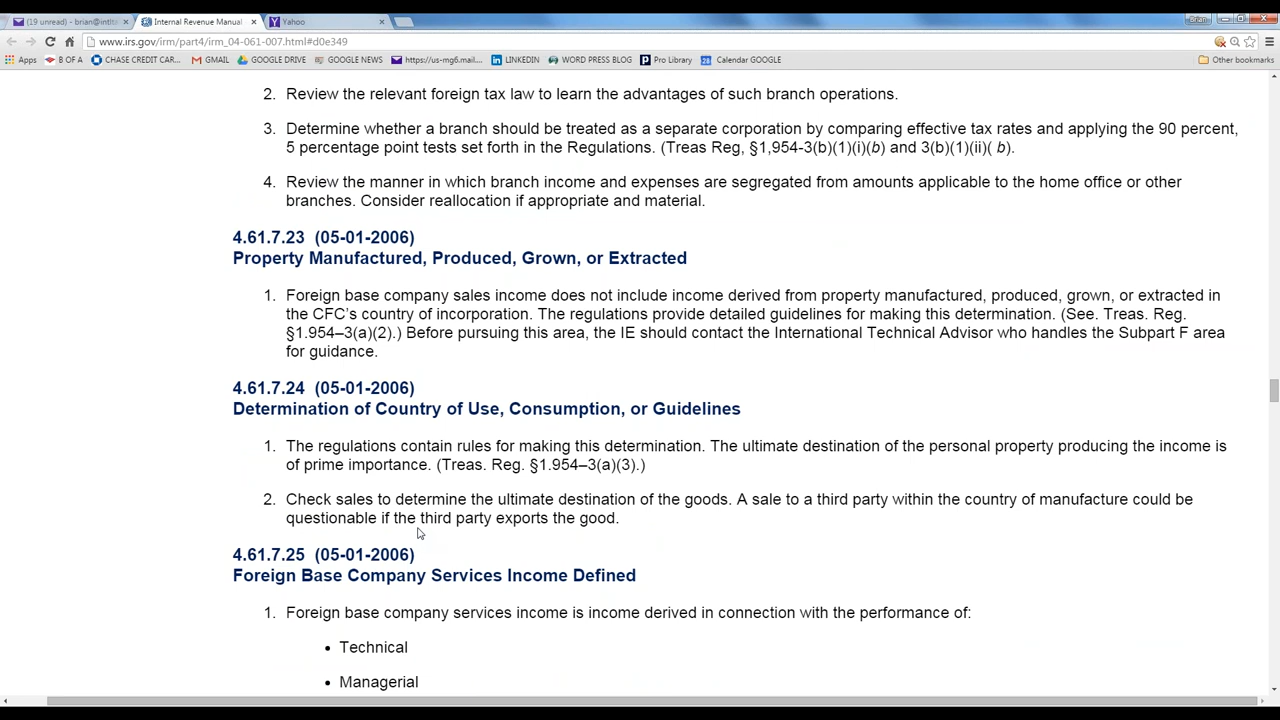 (19 unread) - brian@intlt
Internal Revenue Manual
Yahoo
Brian
www.irs.gov/irm/part4/irm_04-061-007.html#d0e349
Apps B OF A CHASE CREDIT CAR... GMAIL GOOGLE DRIVE GOOGLE NEWS https://us-mg6.mail.... LINKEDIN WORD PRESS BLOG Pro Library 28 Calendar GOOGLE Other bookmarks
2. Review the relevant foreign tax law to learn the advantages of such branch operations.
3. Determine whether a branch should be treated as a separate corporation by comparing effective tax rates and applying the 90 percent,
5 percentage point tests set forth in the Regulations. (Treas Reg, §1,954-3(b)(1)(i)(b) and 3(b)(1)(ii)( b).
4. Review the manner in which branch income and expenses are segregated from amounts applicable to the home office or other
branches. Consider reallocation if appropriate and material.
4.61.7.23 (05-01-2006)
Property Manufactured, Produced, Grown, or Extracted
1. Foreign base company sales income does not include income derived from property manufactured, produced, grown, or extracted in
the CFC's country of incorporation. The regulations provide detailed guidelines for making this determination. (See. Treas. Reg.
§1.954–3(a)(2).) Before pursuing this area, the IE should contact the International Technical Advisor who handles the Subpart F area
for guidance.
4.61.7.24 (05-01-2006)
Determination of Country of Use, Consumption, or Guidelines
1. The regulations contain rules for making this determination. The ultimate destination of the personal property producing the income is
of prime importance. (Treas. Reg. §1.954–3(a)(3).)
2. Check sales to determine the ultimate destination of the goods. A sale to a third party within the country of manufacture could be
questionable if the third party exports the good.
4.61.7.25 (05-01-2006)
Foreign Base Company Services Income Defined
1. Foreign base company services income is income derived in connection with the performance of:
• Technical
• Managerial